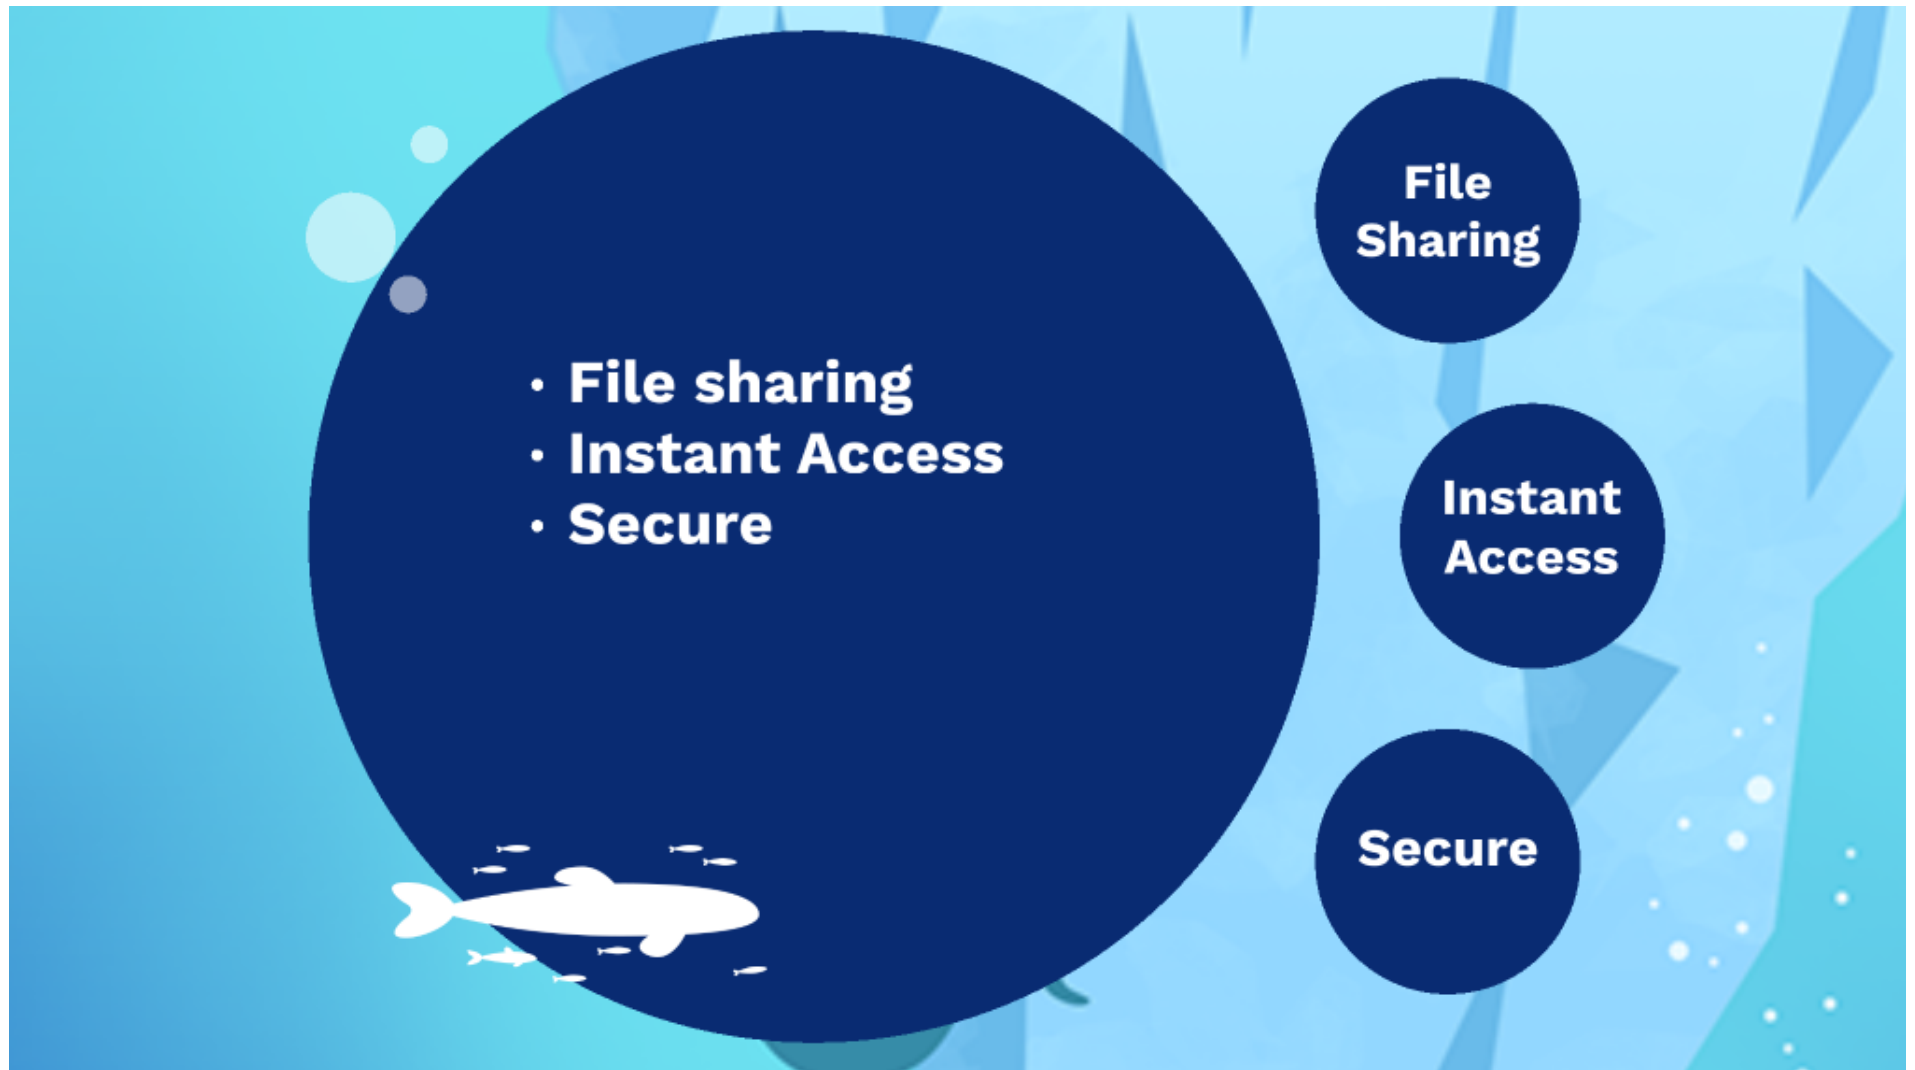 • File sharing
• Instant Access
• Secure
File
Sharing
Instant
Access
Secure